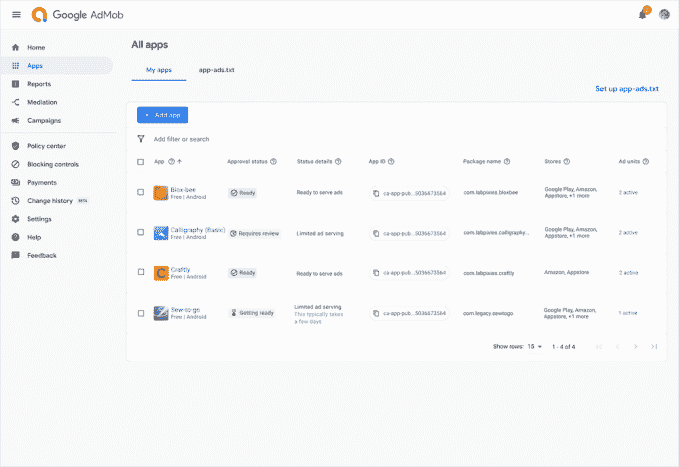 Google AdMob
Home
Apps
Reports
Mediation
Campaigns
Policy center
Blocking controls
Payments
Change history BETA
Settings
Help
Feedback
All apps
My apps
app-ads.txt
Set up app-ads.txt
+ Add app
Add filter or search
App
Approval status
Status details
App ID
Package name
Stores
Ad units
Blox-bee
Free | Android
Ready
Ready to serve ads
ca-app-pub...5036673564
com.labpixies.bloxbee
Google Play, Amazon,
Appstore, +1 more
2 active
Calligraphy (Basic)
Free | Android
Requires review
Limited ad serving
ca-app-pub...5036673564
com.labpixies.calligraphy...
Google Play, Amazon,
Appstore, +1 more
2 active
Craftly
Free | Android
Ready
Ready to serve ads
ca-app-pub...5036673564
com.labpixies.craftly
Amazon, Appstore
2 active
Sew-to-go
Free | Android
Getting ready
Limited ad serving
This typically takes
a few days
ca-app-pub...5036673564
com.legacy.sewtogo
Google Play, Amazon,
Appstore, +1 more
1 active
Show rows: 15
1 - 4 of 4